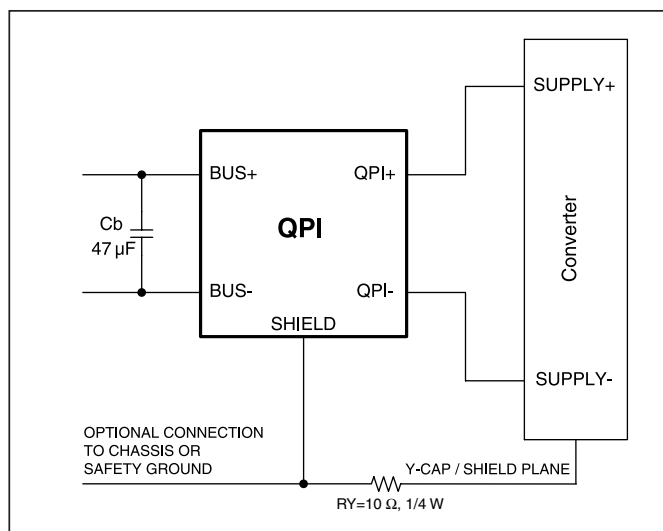 SUPPLY+
BUS+
QPI+
Cb
47 µF
QPI
Converter
BUS-
QPI-
SHIELD
SUPPLY-
OPTIONAL CONNECTION
TO CHASSIS OR
SAFETY GROUND
Y-CAP / SHIELD PLANE
RY=10 Ω, 1/4 W